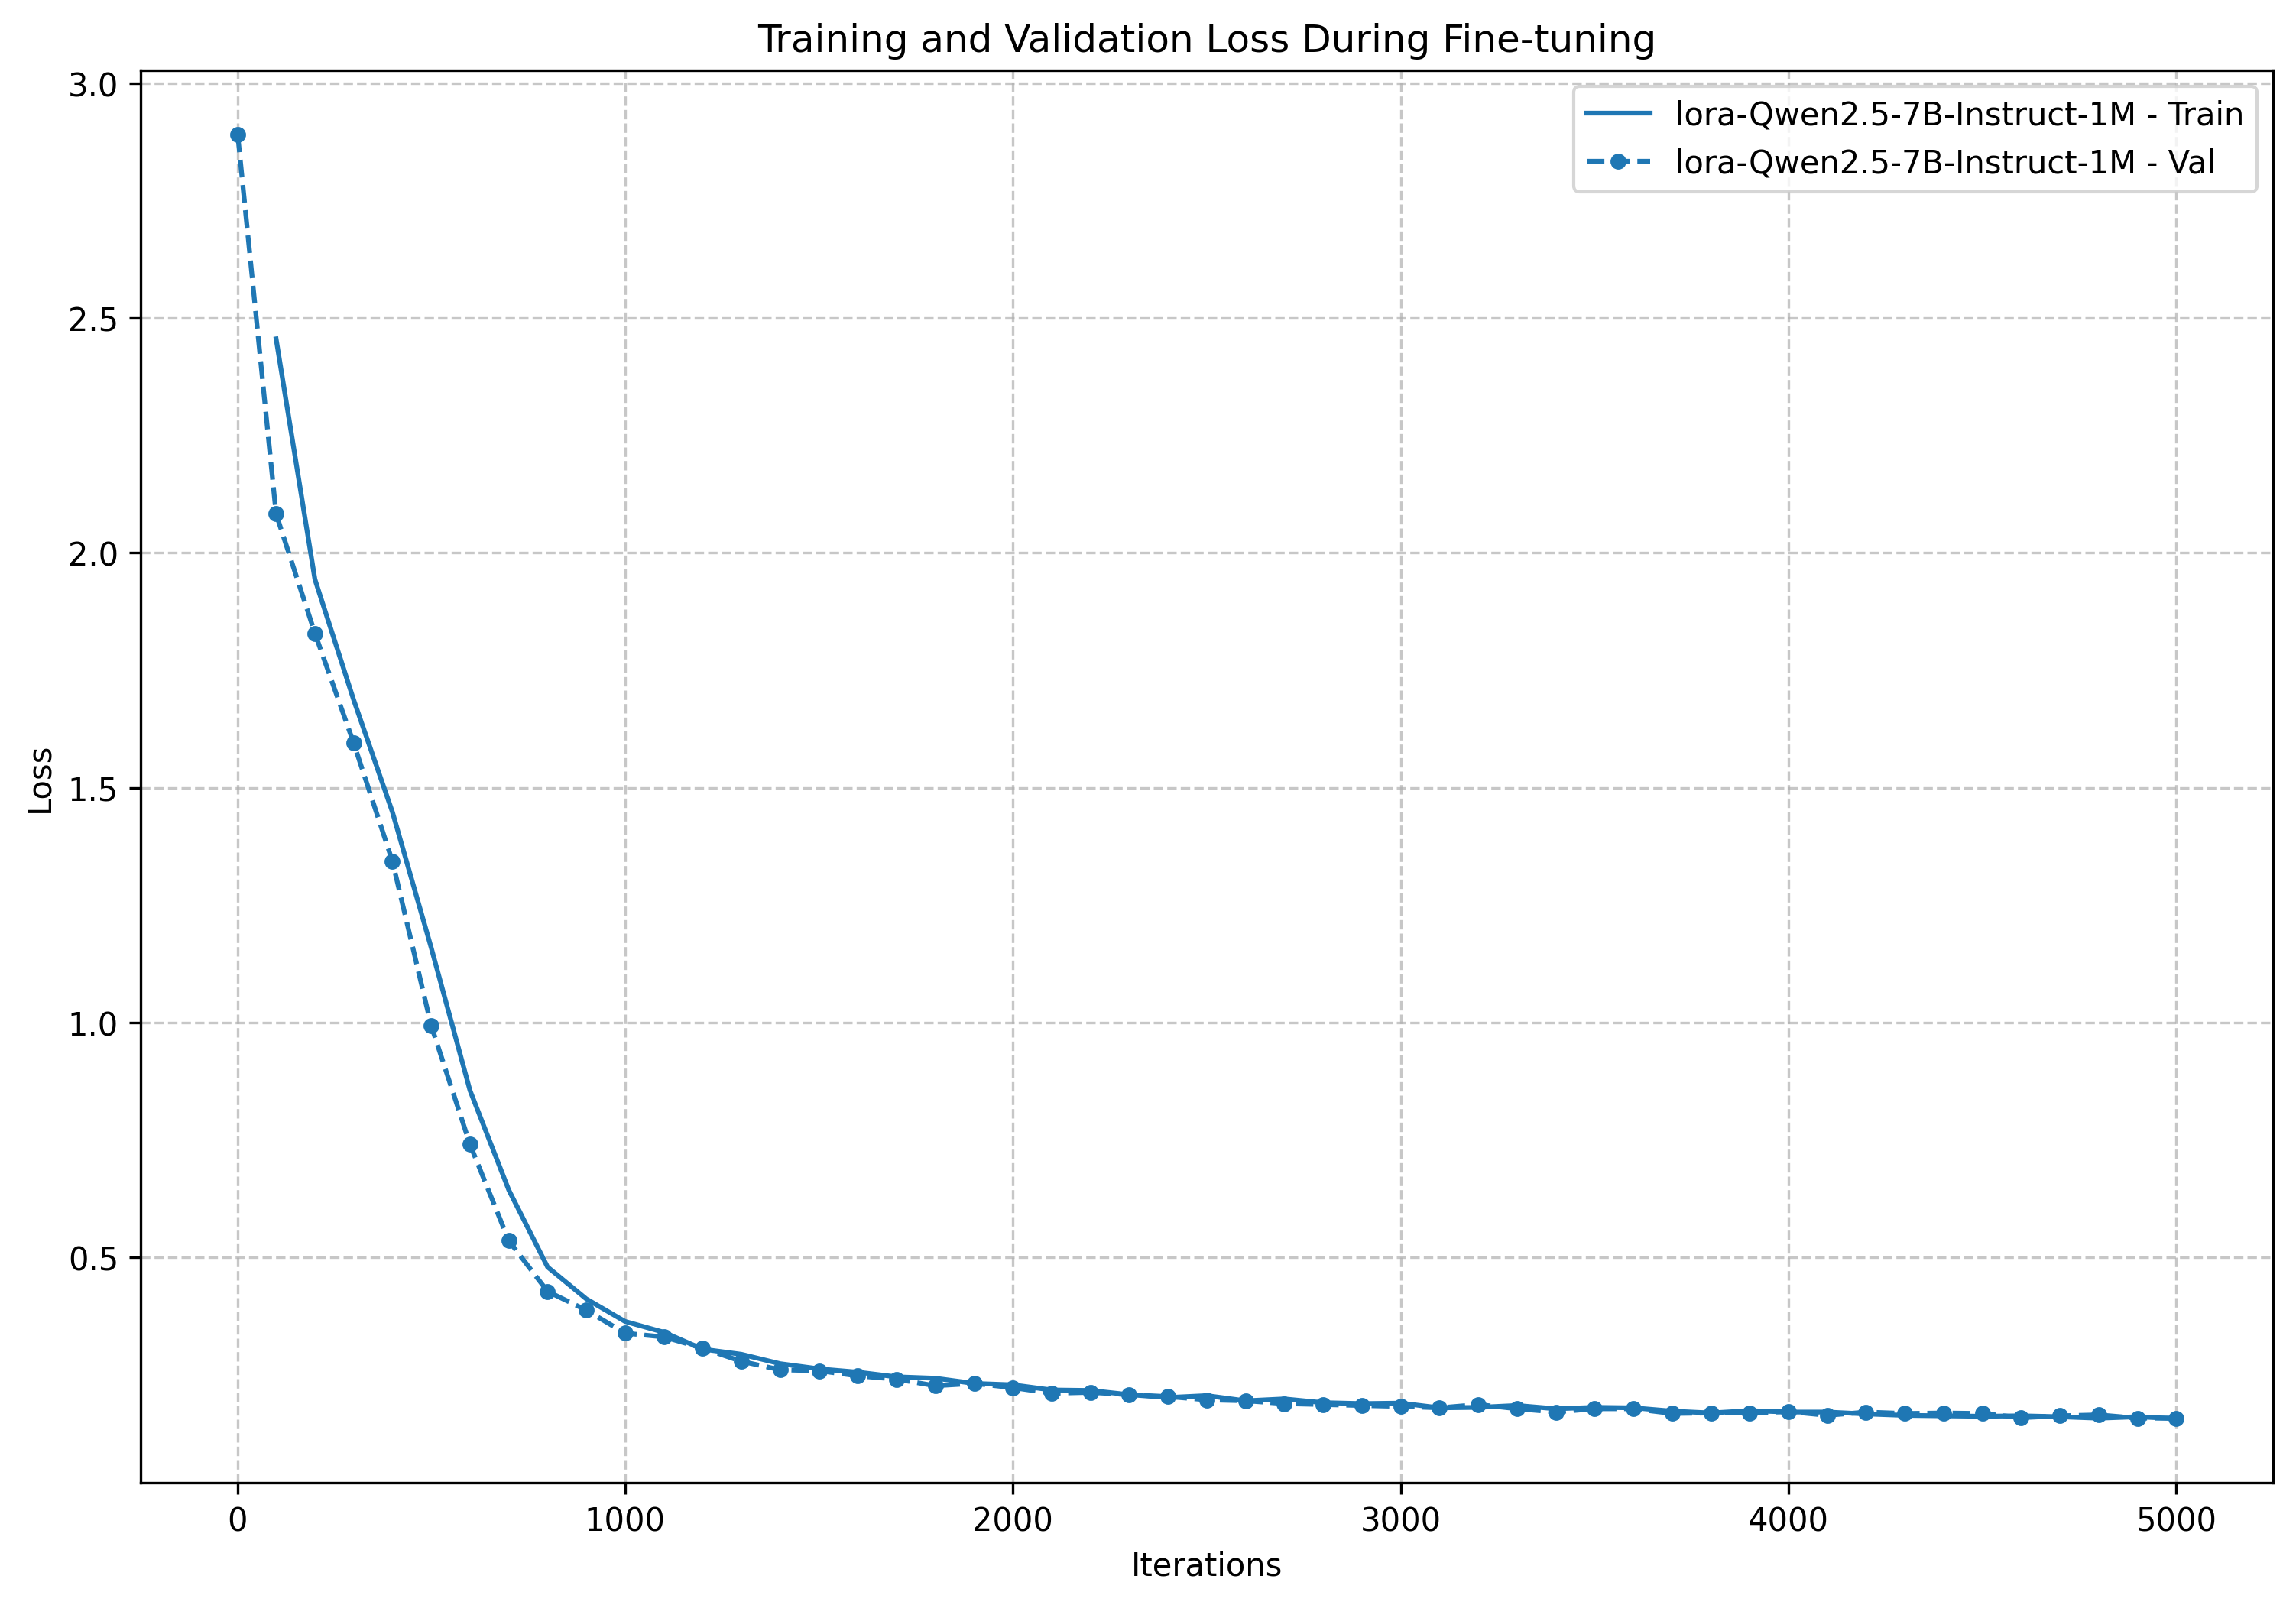 Training and Validation Loss During Fine-tuning
lora-Qwen2.5-7B-Instruct-1M - Train
lora-Qwen2.5-7B-Instruct-1M - Val
3.0
2.5
2.0
1.5
1.0
0.5
Loss
0 1000 2000 3000 4000 5000
Iterations